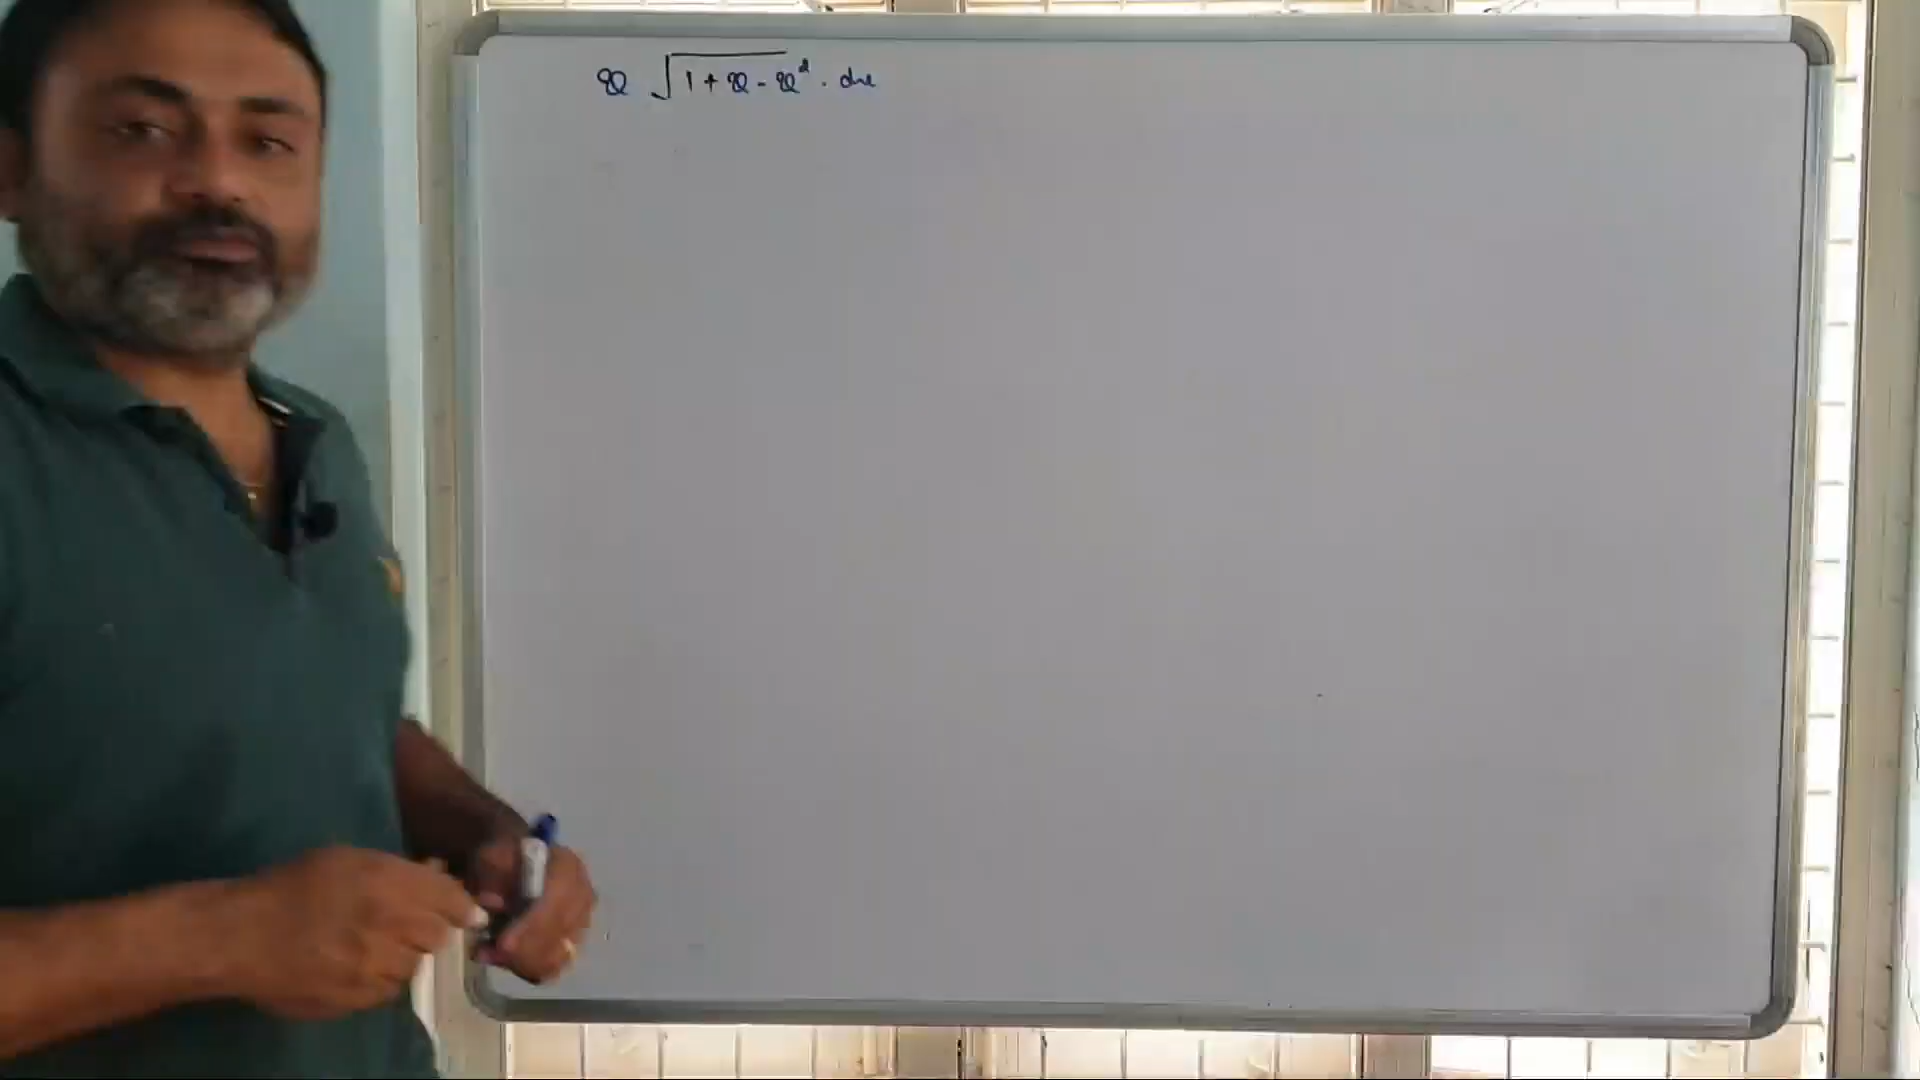 x √1 + x - x² . dx